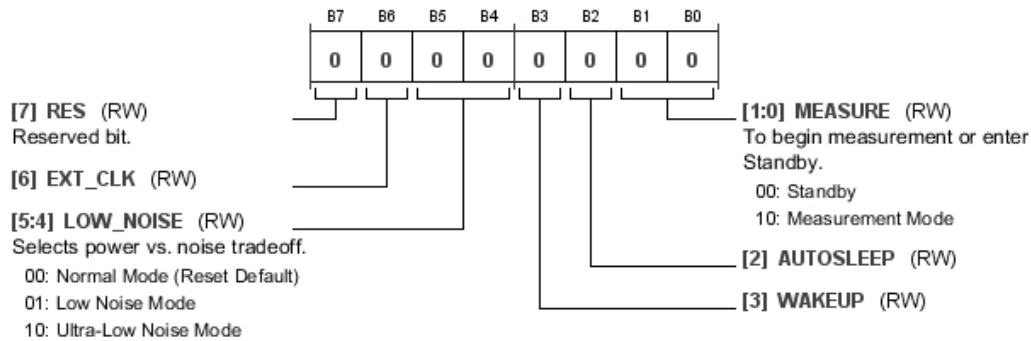 B7 B6 B5 B4 B3 B2 B1 B0
0 0 0 0 0 0 0 0
[7] RES (RW)
Reserved bit.
[6] EXT_CLK (RW)
[5:4] LOW_NOISE (RW)
Selects power vs. noise tradeoff.
00: Normal Mode (Reset Default)
01: Low Noise Mode
10: Ultra-Low Noise Mode
[1:0] MEASURE (RW)
To begin measurement or enter
Standby.
00: Standby
10: Measurement Mode
[2] AUTOSLEEP (RW)
[3] WAKEUP (RW)